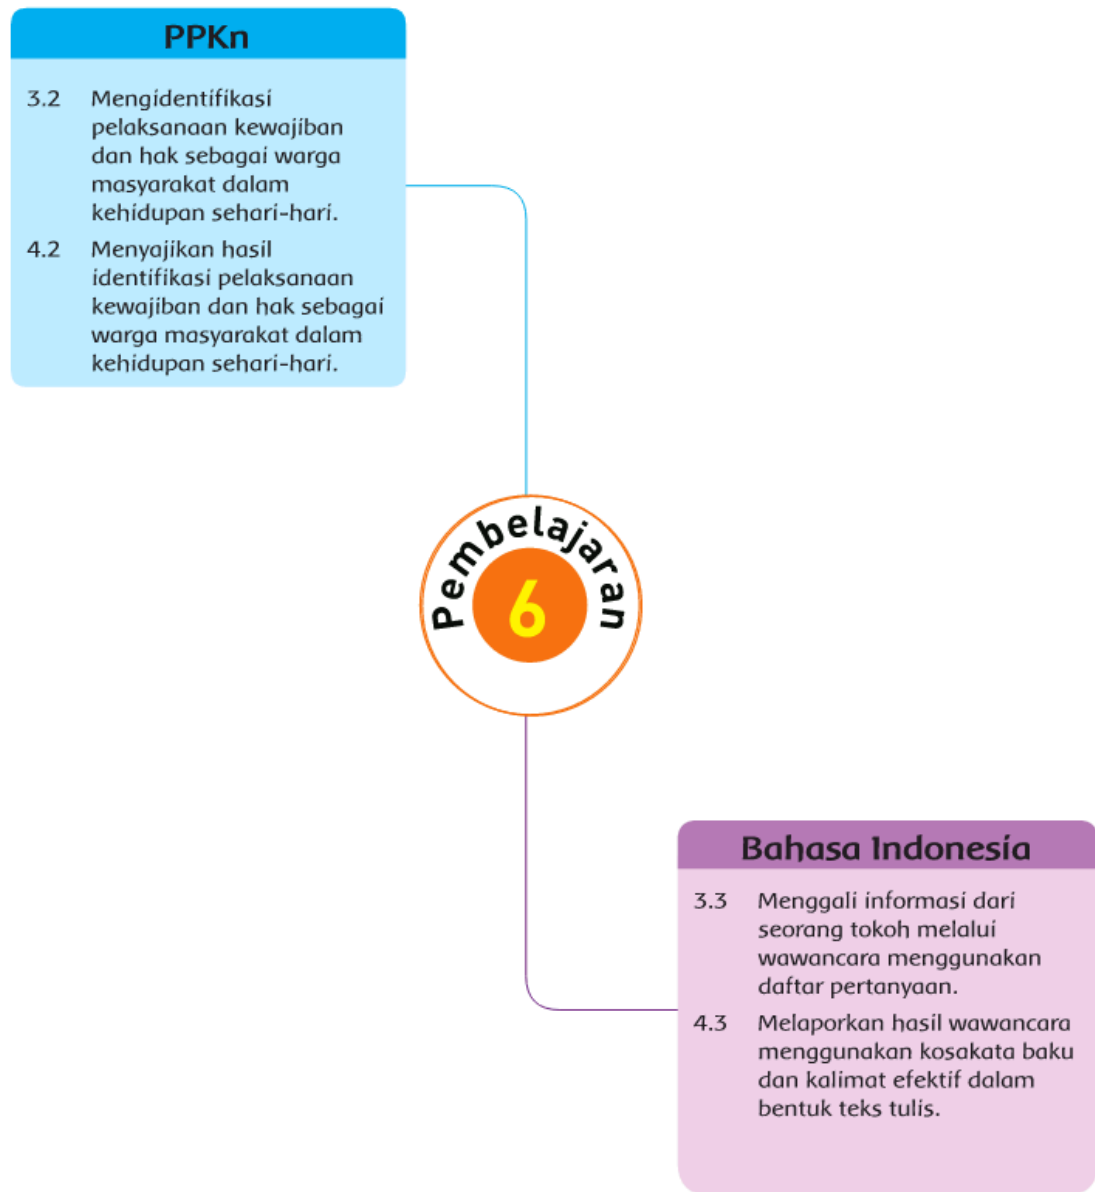 PPKn
3.2 Mengidentifikasi
pelaksanaan kewajiban
dan hak sebagai warga
masyarakat dalam
kehidupan sehari-hari.
4.2 Menyajikan hasil
identifikasi pelaksanaan
kewajiban dan hak sebagai
warga masyarakat dalam
kehidupan sehari-hari.
Pembelajaran
6
Bahasa Indonesia
3.3 Menggali informasi dari
seorang tokoh melalui
wawancara menggunakan
daftar pertanyaan.
4.3 Melaporkan hasil wawancara
menggunakan kosakata baku
dan kalimat efektif dalam
bentuk teks tulis.